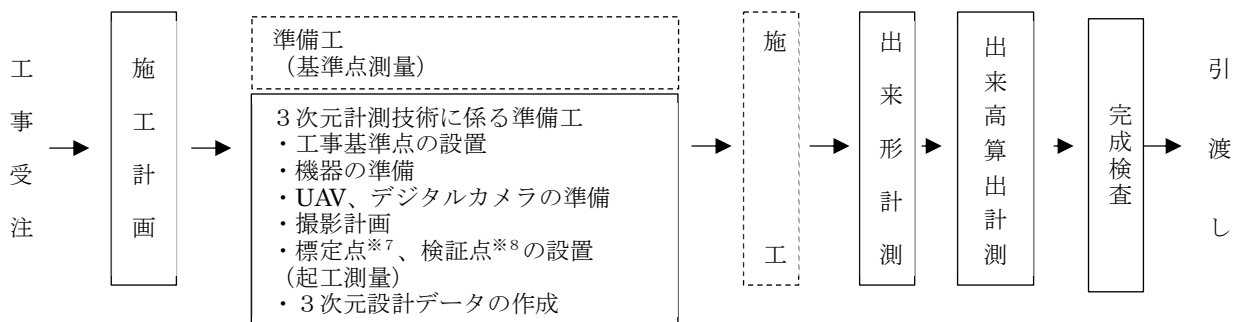 工事受注
施工計画
準備工
（基準点測量）
３次元計測技術に係る準備工
・工事基準点の設置
・機器の準備
・UAV、デジタルカメラの準備
・撮影計画
・標定点※7、検証点※8の設置
(起工測量)
・３次元設計データの作成
施工
出来形計測
出来高算出計測
完成検査
引渡し